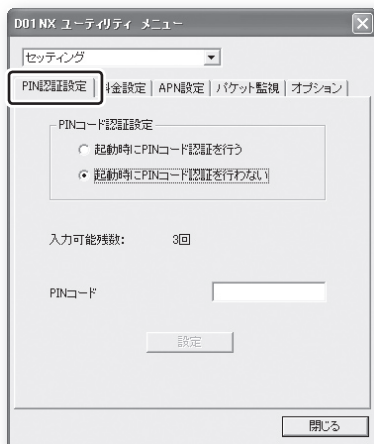 D01NX ユーティリティ メニュー
セッティング
PIN認証設定 金設定 APN設定 パケット監視 オプション
PINコード認証設定
起動時にPINコード認証を行う
起動時にPINコード認証を行わない
入力可能残数: 3回
PINコード
設定
閉じる